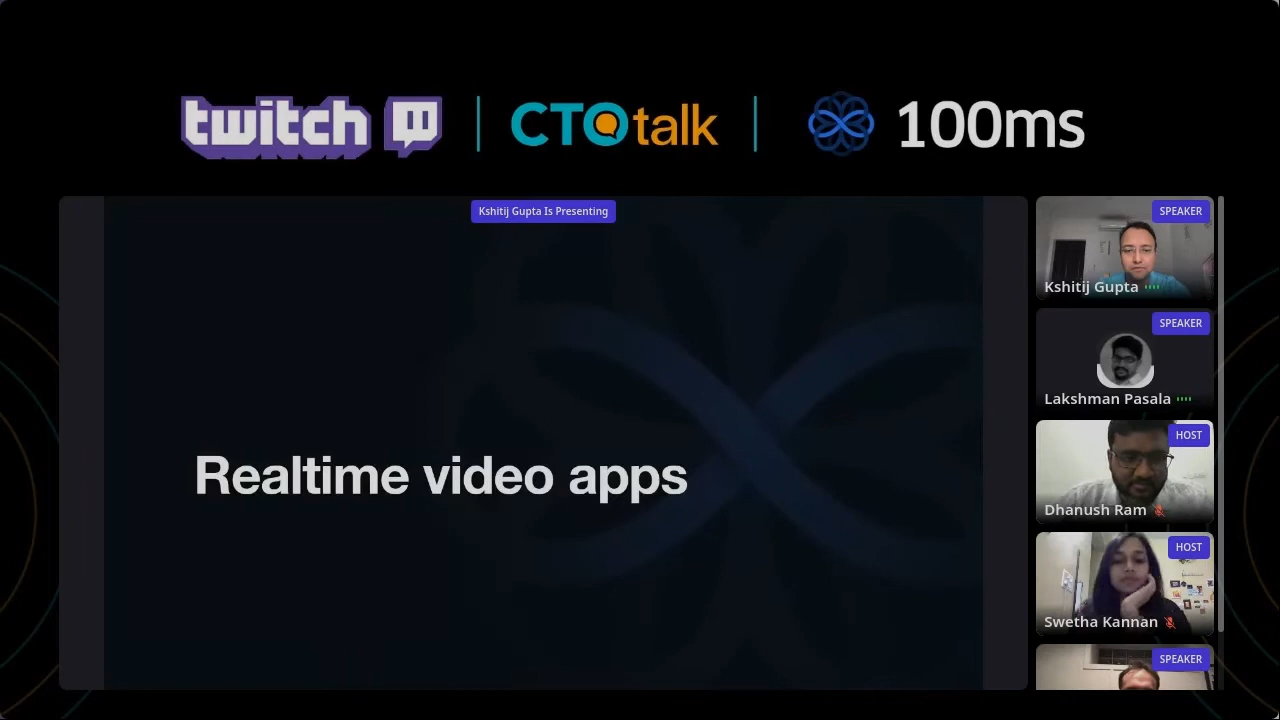 twitch
CTOtalk
100ms
Kshitij Gupta Is Presenting
Realtime video apps
SPEAKER
Kshitij Gupta
SPEAKER
Lakshman Pasala
HOST
Dhanush Ram
HOST
Swetha Kannan
SPEAKER